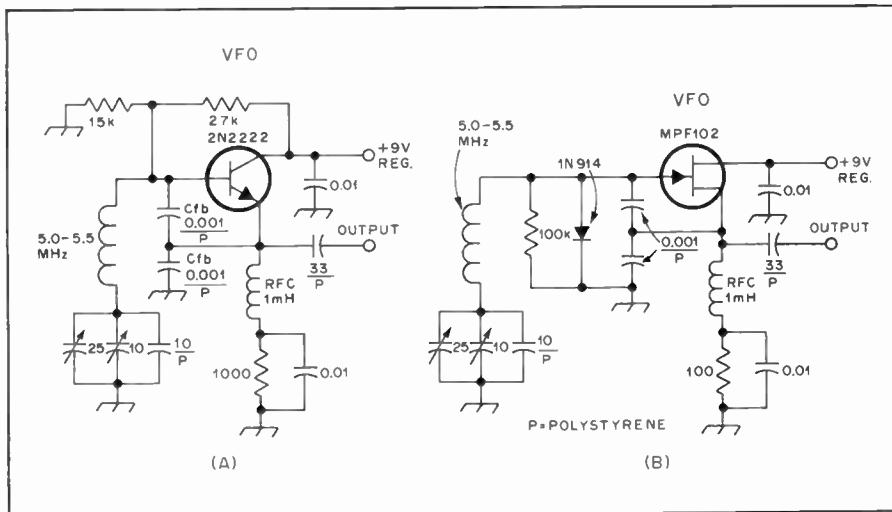 VFO
15k
27k
2N2222
+9V
REG.
0.01
Cfb
0.001
P
5.0-5.5
MHz
Cfb
0.001
P
OUTPUT
33
P
RFC
1mH
25
10
10
P
1000
0.01
(A)
VFO
5.0-5.5
MHz
MPF102
1N914
+9V
REG.
0.01
100k
0.001
P
OUTPUT
33
P
RFC
1mH
25
10
10
P
100
0.01
P=POLYSTYRENE
(B)